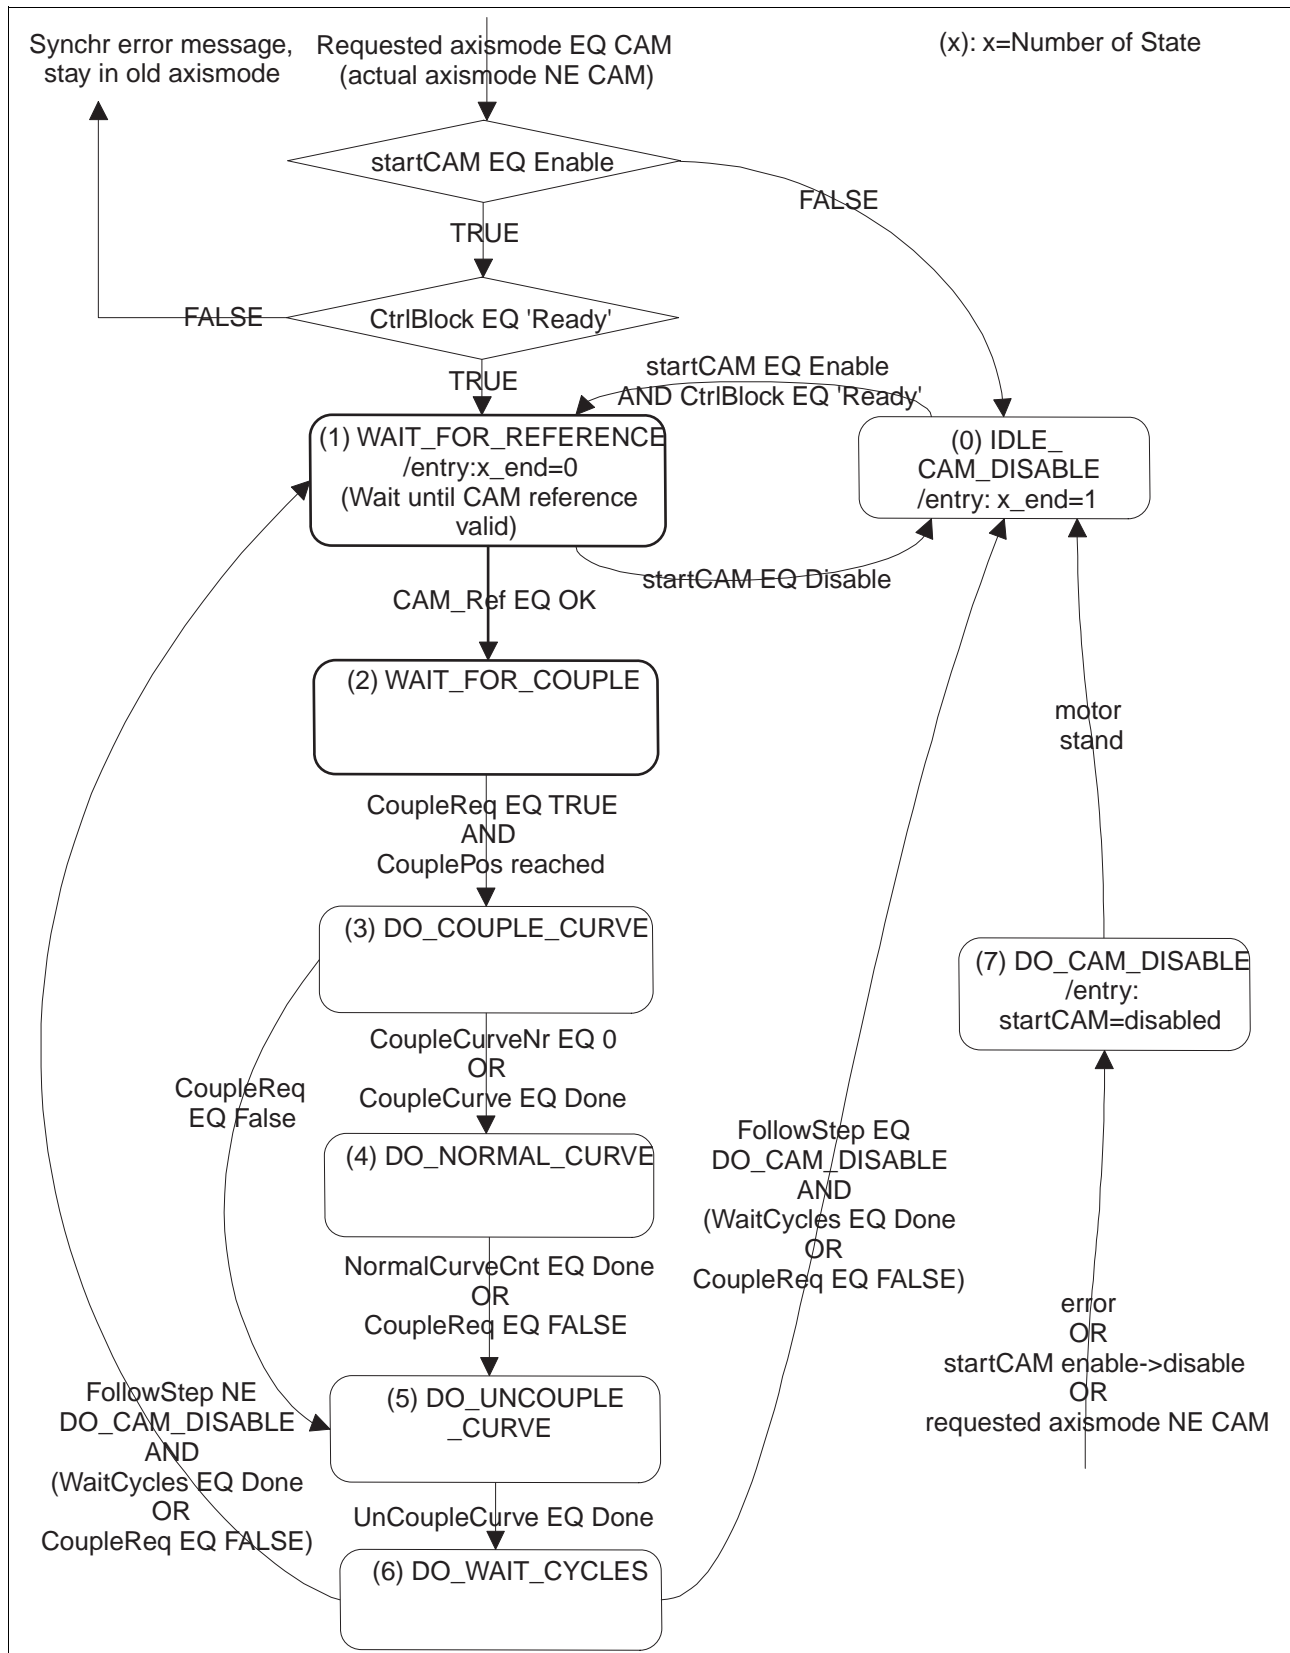 Synchr error message,
stay in old axismode
Requested axismode EQ CAM
(actual axismode NE CAM)
(x): x=Number of State
startCAM EQ Enable
FALSE
TRUE
CtrlBlock EQ 'Ready'
FALSE
TRUE
startCAM EQ Enable
AND CtrlBlock EQ 'Ready'
(1) WAIT_FOR_REFERENCE
/entry:x_end=0
(Wait until CAM reference
valid)
(0) IDLE_
CAM_DISABLE
/entry: x_end=1
startCAM EQ Disable
CAM_Ref EQ OK
(2) WAIT_FOR_COUPLE
motor
stand
CoupleReq EQ TRUE
AND
CouplePos reached
(3) DO_COUPLE_CURVE
(7) DO_CAM_DISABLE
/entry:
startCAM=disabled
CoupleCurveNr EQ 0
OR
CoupleCurve EQ Done
CoupleReq
EQ False
(4) DO_NORMAL_CURVE
FollowStep EQ
DO_CAM_DISABLE
AND
(WaitCycles EQ Done
OR
CoupleReq EQ FALSE)
NormalCurveCnt EQ Done
OR
CoupleReq EQ FALSE
error
OR
startCAM enable->disable
OR
requested axismode NE CAM
(5) DO_UNCOUPLE
_CURVE
FollowStep NE
DO_CAM_DISABLE
AND
(WaitCycles EQ Done
OR
CoupleReq EQ FALSE)
UnCoupleCurve EQ Done
(6) DO_WAIT_CYCLES